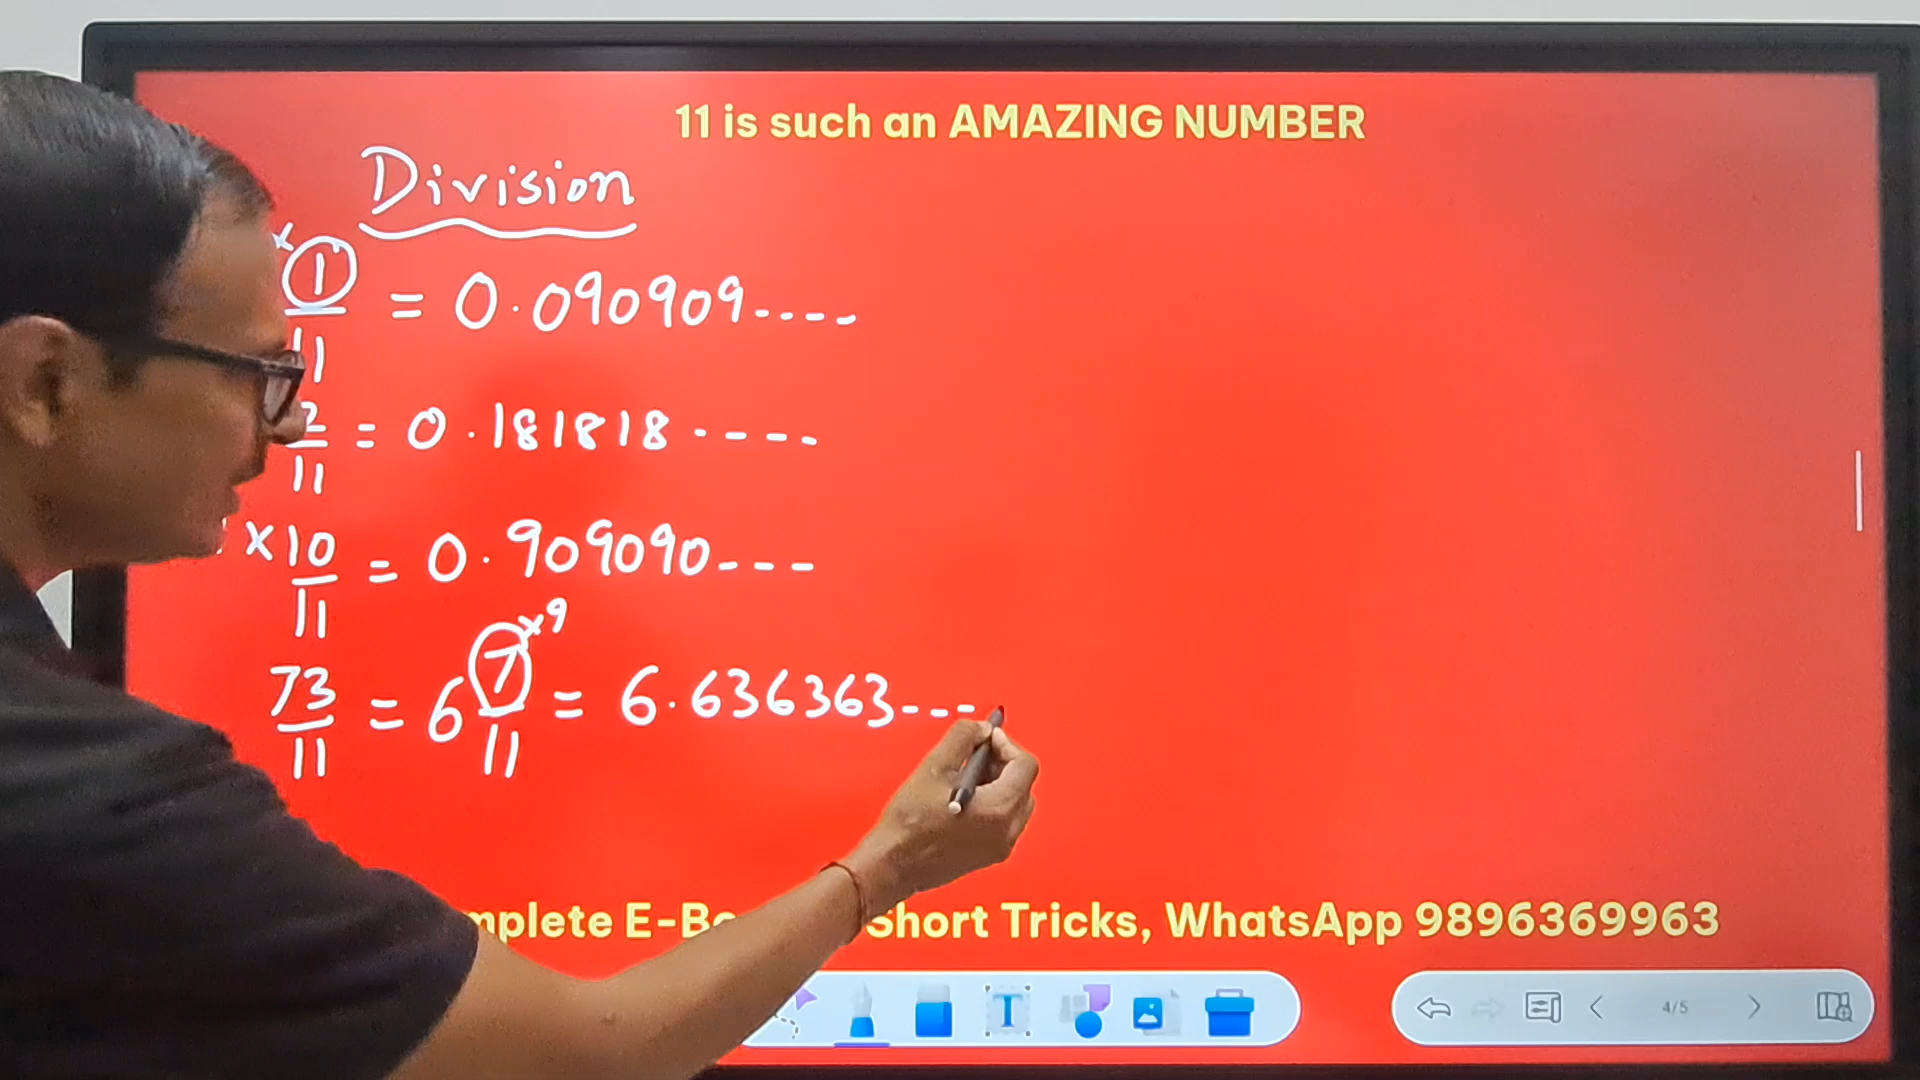 11 is such an AMAZING NUMBER
Division
× 1/11 = 0.090909----
2/11 = 0.181818----
× 10/11 = 0.909090---
73/11 = 6 7/11 ×9 = 6.636363---
Short Tricks, WhatsApp 9896369963
T
4/5